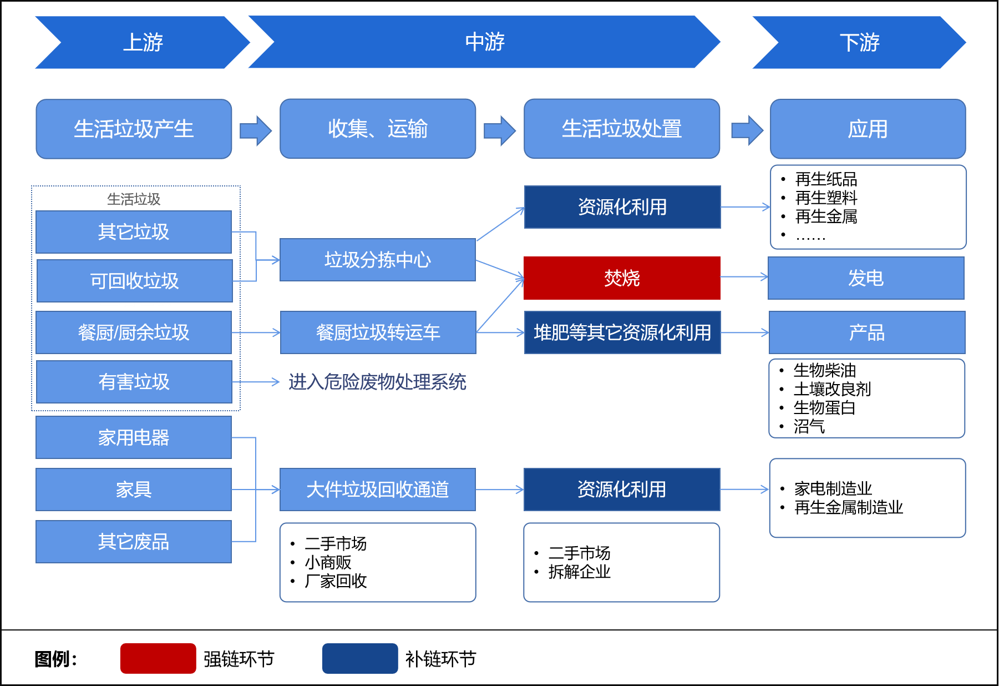 上游
中游
下游
生活垃圾产生
收集、运输
生活垃圾处置
应用
生活垃圾
其它垃圾
可回收垃圾
餐厨/厨余垃圾
有害垃圾
家用电器
家具
其它废品
垃圾分拣中心
餐厨垃圾转运车
进入危险废物处理系统
大件垃圾回收通道
• 二手市场
• 小商贩
• 厂家回收
资源化利用
焚烧
堆肥等其它资源化利用
资源化利用
• 二手市场
• 拆解企业
• 再生纸品
• 再生塑料
• 再生金属
• ……
发电
产品
• 生物柴油
• 土壤改良剂
• 生物蛋白
• 沼气
• 家电制造业
• 再生金属制造业
图例：
强链环节
补链环节